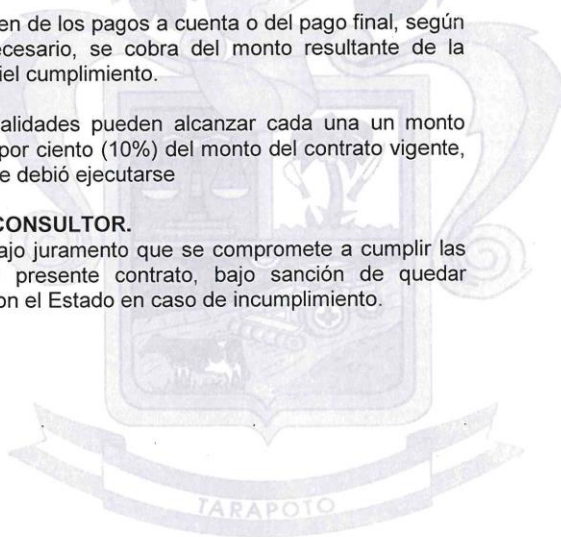 en de los pagos a cuenta o del pago final, según
ecesario, se cobra del monto resultante de la
iel cumplimiento.
alidades pueden alcanzar cada una un monto
por ciento (10%) del monto del contrato vigente,
e debió ejecutarse
CONSULTOR.
ajo juramento que se compromete a cumplir las
presente contrato, bajo sanción de quedar
on el Estado en caso de incumplimiento.
TARAPOTO